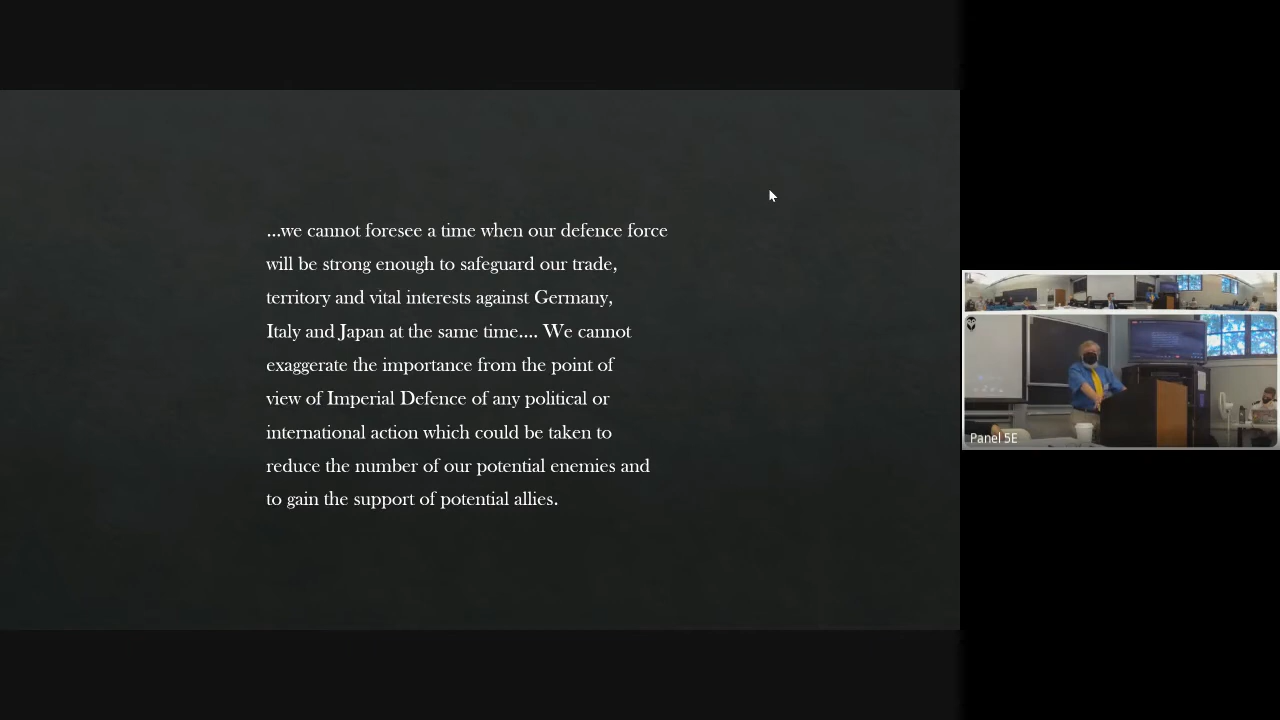 ...we cannot foresee a time when our defence force
will be strong enough to safeguard our trade,
territory and vital interests against Germany,
Italy and Japan at the same time.... We cannot
exaggerate the importance from the point of
view of Imperial Defence of any political or
international action which could be taken to
reduce the number of our potential enemies and
to gain the support of potential allies.
Panel 5E